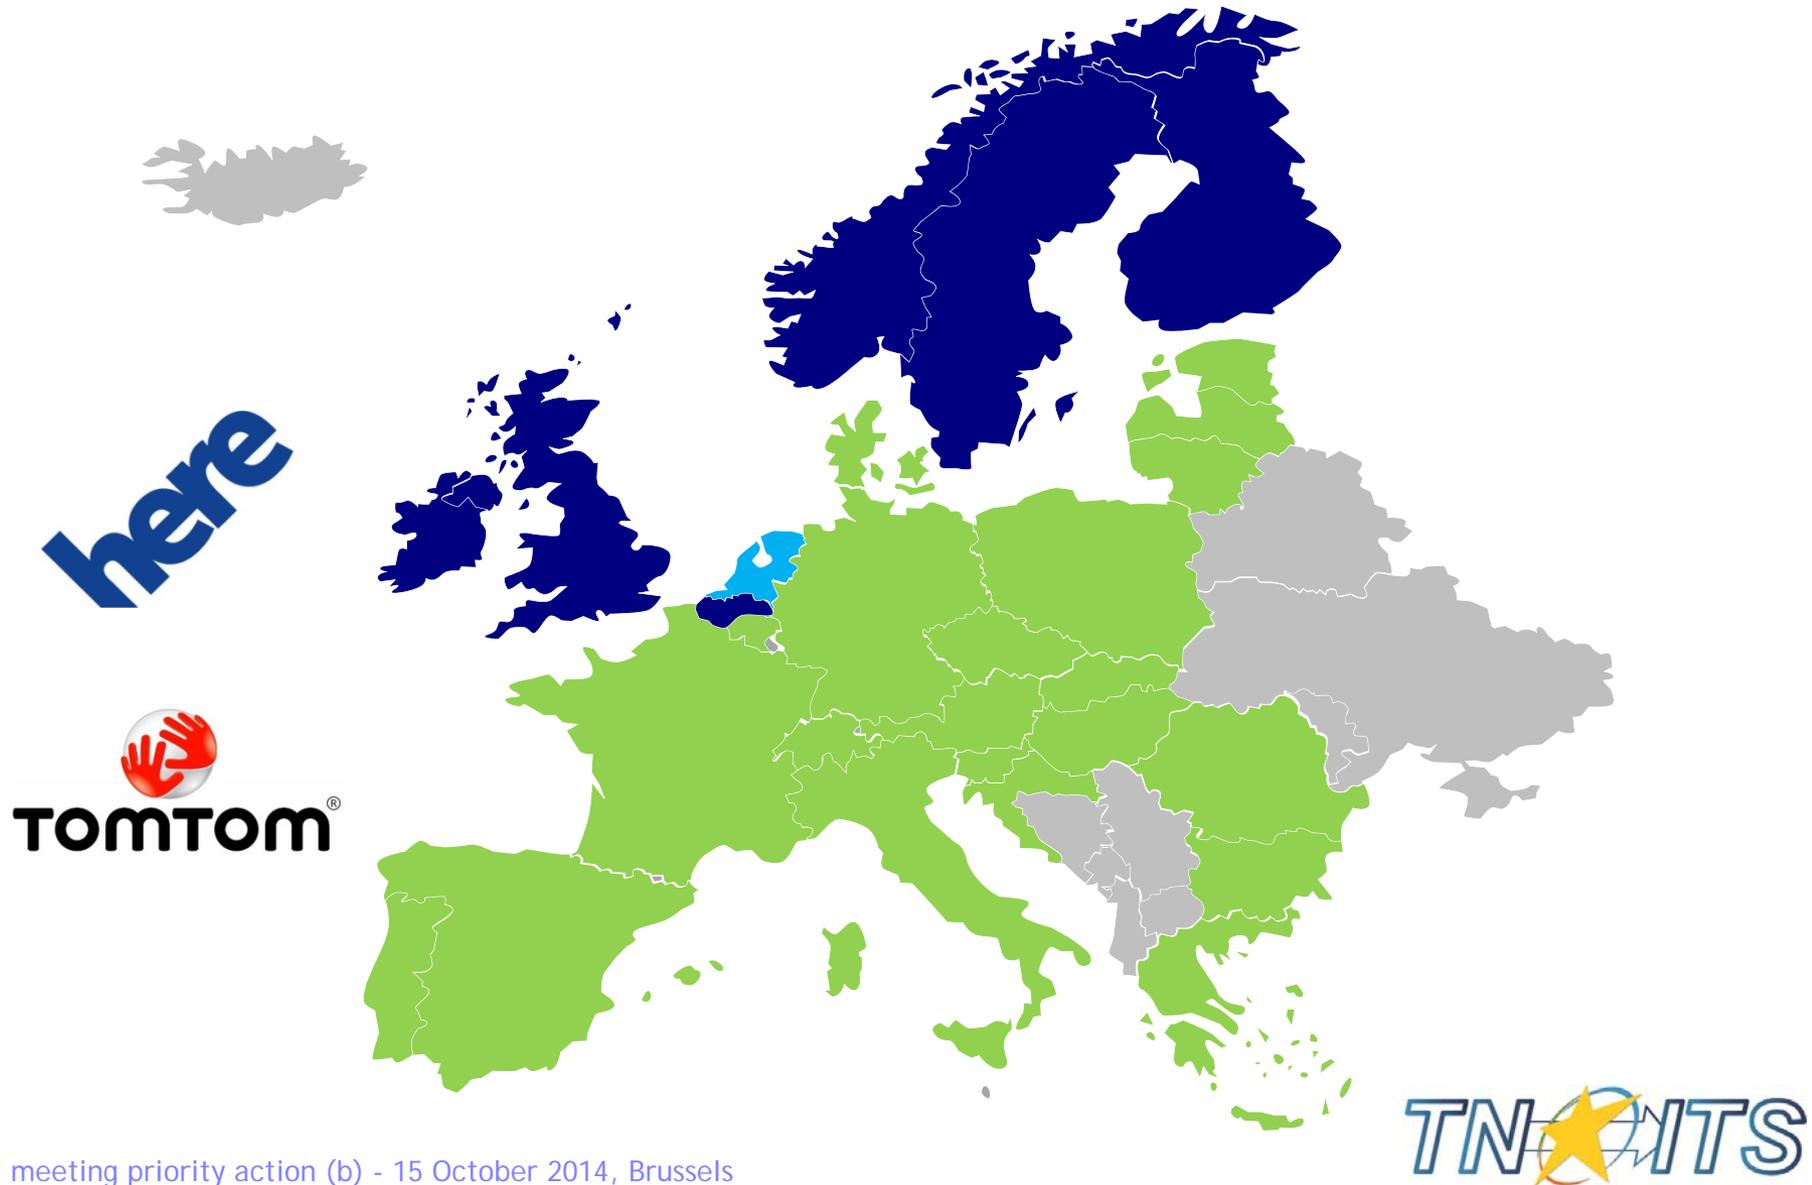 here
TOMTOM®
TN ITS
meeting priority action (b) - 15 October 2014, Brussels